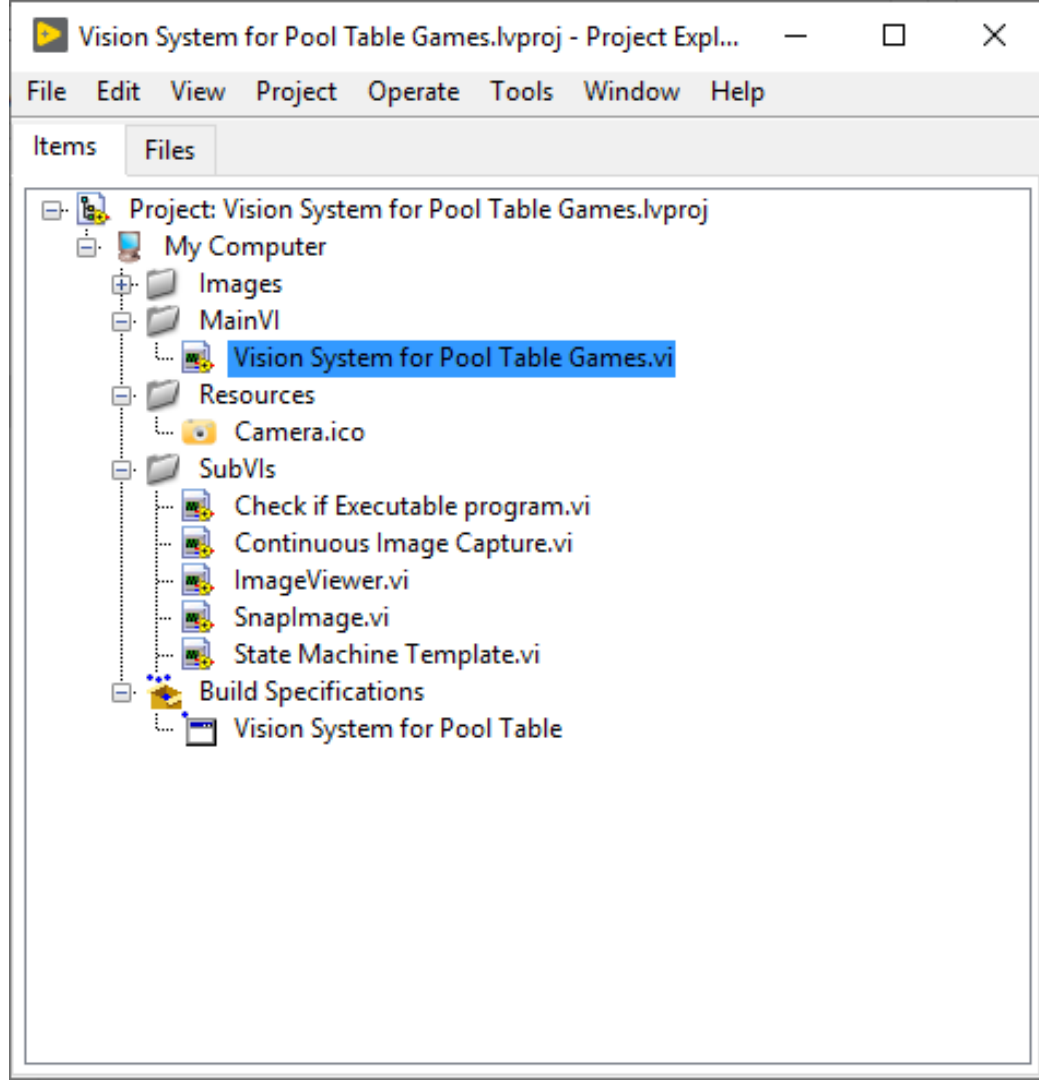 Vision System for Pool Table Games.lvproj - Project Expl...
File Edit View Project Operate Tools Window Help
Items Files
Project: Vision System for Pool Table Games.lvproj
My Computer
Images
MainVI
Vision System for Pool Table Games.vi
Resources
Camera.ico
SubVIs
Check if Executable program.vi
Continuous Image Capture.vi
ImageViewer.vi
SnapImage.vi
State Machine Template.vi
Build Specifications
Vision System for Pool Table